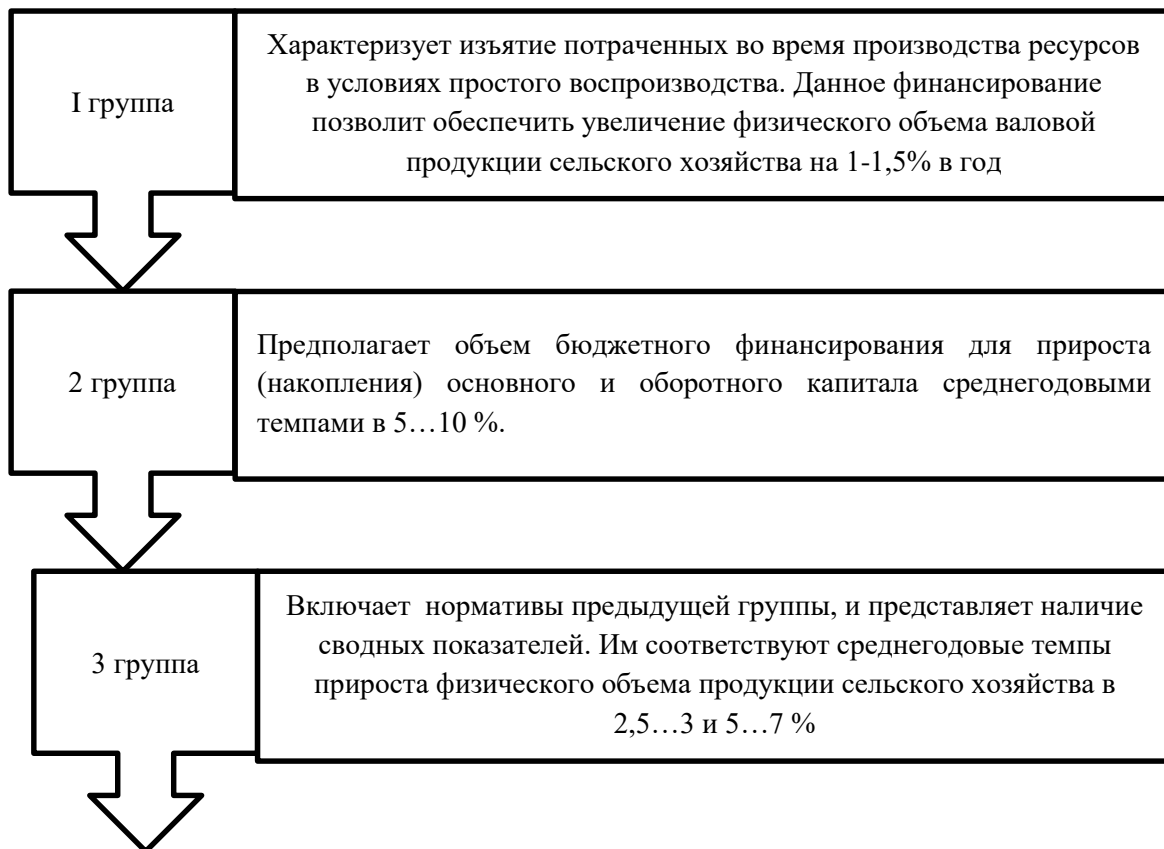 I группа
Характеризует изъятие потраченных во время производства ресурсов
в условиях простого воспроизводства. Данное финансирование
позволит обеспечить увеличение физического объема валовой
продукции сельского хозяйства на 1-1,5% в год
2 группа
Предполагает объем бюджетного финансирования для прироста
(накопления) основного и оборотного капитала среднегодовыми
темпами в 5…10 %.
3 группа
Включает нормативы предыдущей группы, и представляет наличие
сводных показателей. Им соответствуют среднегодовые темпы
прироста физического объема продукции сельского хозяйства в
2,5…3 и 5…7 %